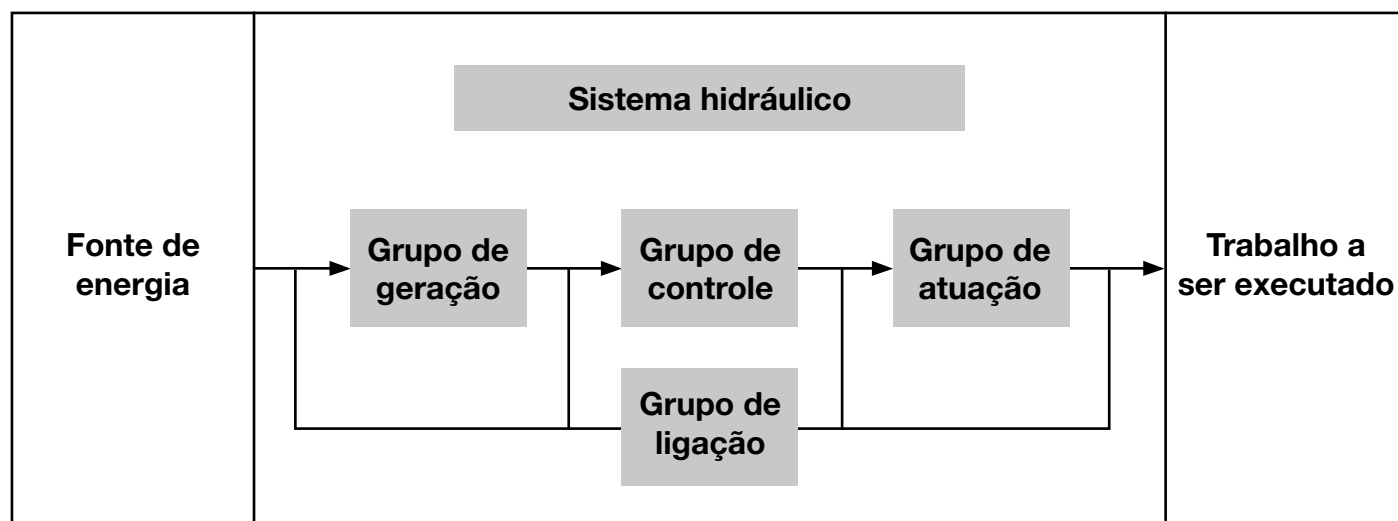 Sistema hidráulico
Fonte de
energia
Grupo de
geração
Grupo de
controle
Grupo de
atuação
Trabalho a
ser executado
Grupo de
ligação